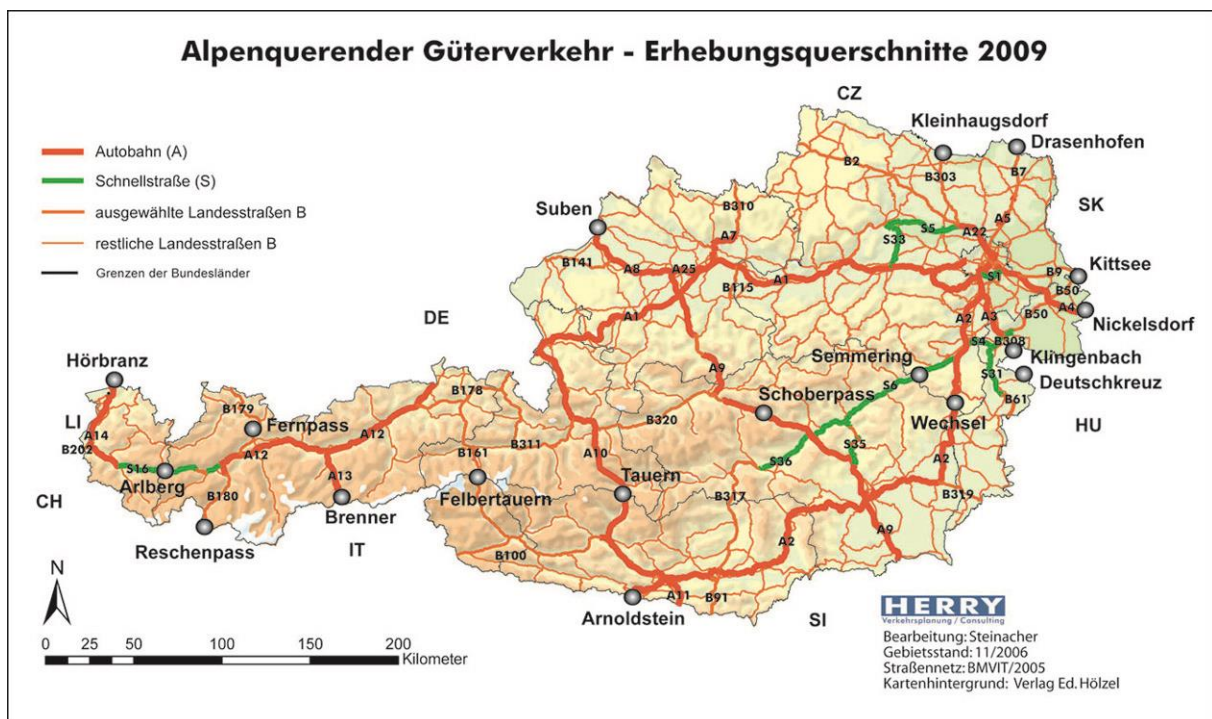 Alpenquerender Güterverkehr - Erhebungsquerschnitte 2009
Autobahn (A)
Schnellstraße (S)
ausgewählte Landesstraßen B
restliche Landesstraßen B
Grenzen der Bundesländer
CZ
Kleinhaugsdorf
Drasenhofen
B2
B303
B7
SK
Suben
B310
A7
A5
S5
A22
S33
B141
A8
A25
A1
S1
B9
Kittsee
B50
B115
A4
A1
A2
A3
B50
Nickelsdorf
DE
S4
B308
Klingenbach
Semmering
Deutschkreuz
Hörbranz
A9
S6
S31
B178
Schoberpass
B61
B179
Fernpass
A12
B320
Wechsel
HU
LI
A14
B202
A12
B311
S16
A13
B161
A10
S35
A2
Arlberg
S36
B180
Felbertauern
Tauern
B317
B319
CH
Brenner
Reschenpass
IT
A2
A9
B100
N
A11
B91
Arnoldstein
SI
HERRY
Verkehrsplanung / Consulting
Bearbeitung: Steinacher
Gebietsstand: 11/2006
Straßennetz: BMVIT/2005
Kartenhintergrund: Verlag Ed. Hölzel
0 25 50 100 150 200
Kilometer